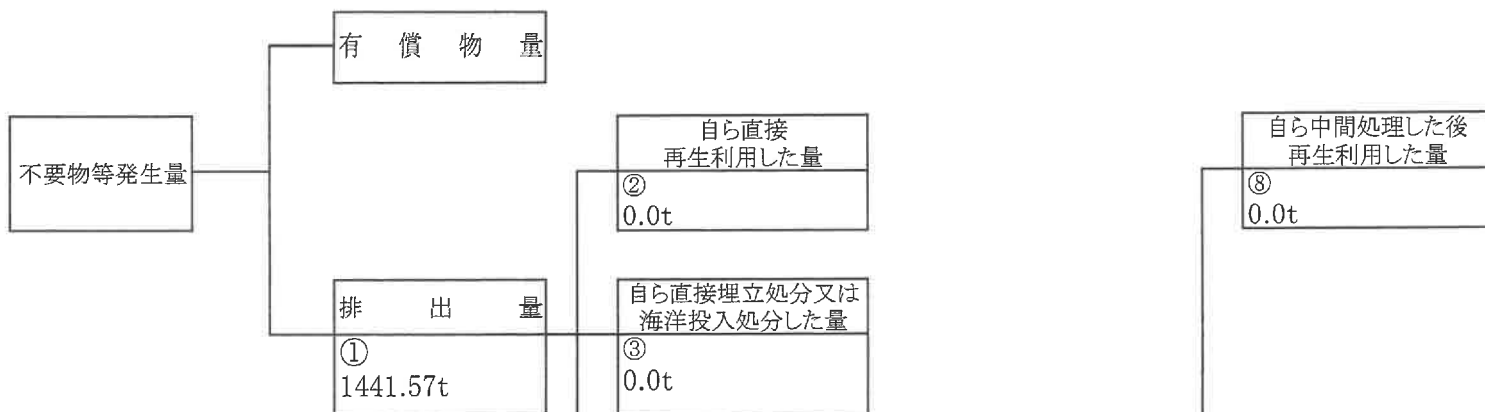 有償物量
不要物等発生量
自ら直接
再生利用した量
②
0.0t
自ら中間処理した後
再生利用した量
⑧
0.0t
排出量
①
1441.57t
自ら直接埋立処分又は
海洋投入処分した量
③
0.0t